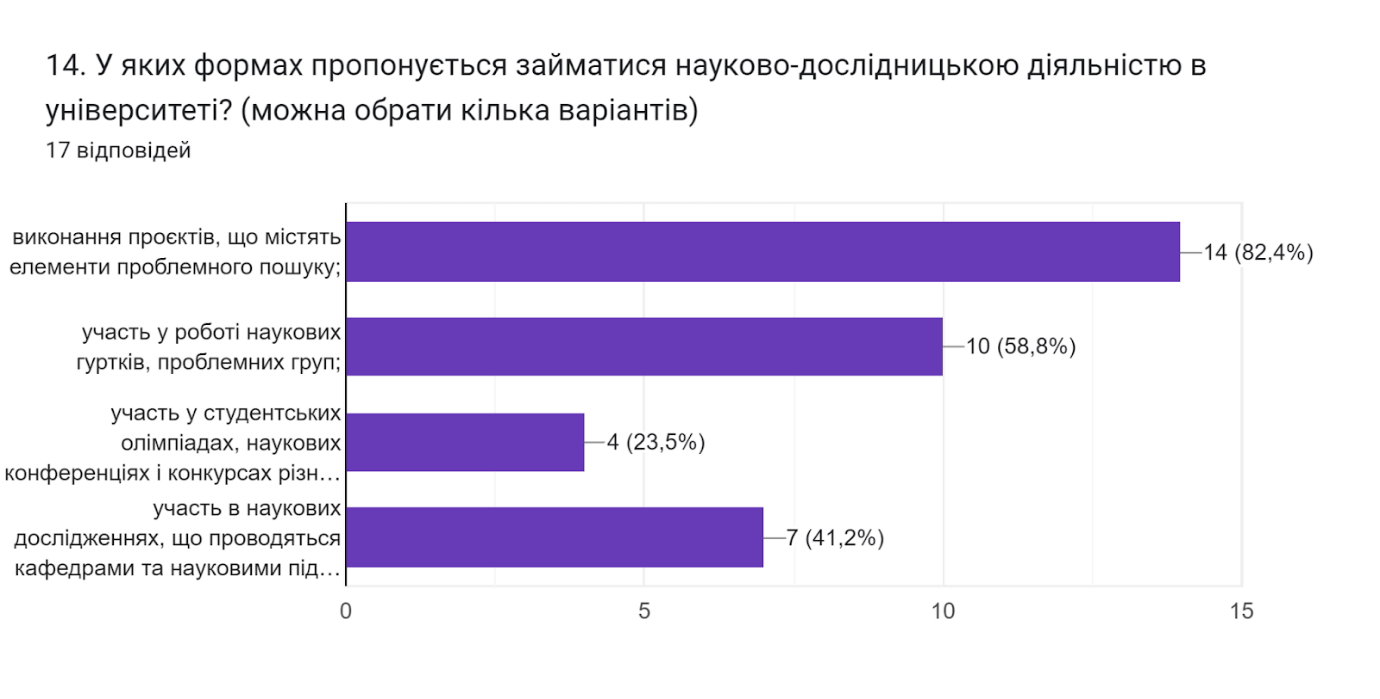 14. У яких формах пропонується займатися науково-дослідницькою діяльністю в
університеті? (можна обрати кілька варіантів)
17 відповідей
виконання проєктів, що містять
елементи проблемного пошуку;
14 (82,4%)
участь у роботі наукових
гуртків, проблемних груп;
10 (58,8%)
участь у студентських
олімпіадах, наукових
конференціях і конкурсах різн…
4 (23,5%)
участь в наукових
дослідженнях, що проводяться
кафедрами та науковими під…
7 (41,2%)
0 5 10 15